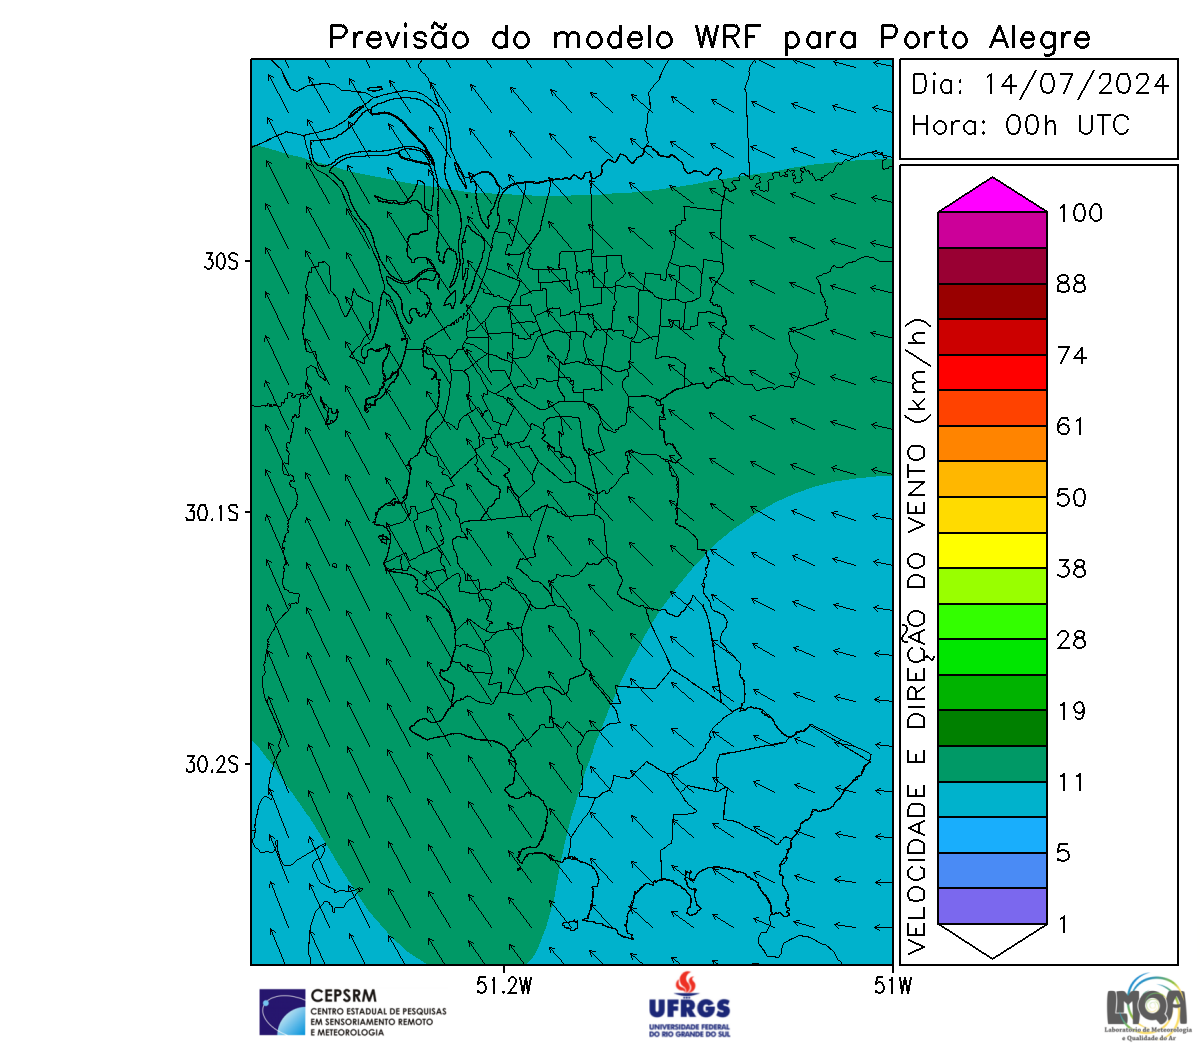 Previsão do modelo WRF para Porto Alegre
Dia: 14/07/2024
Hora: 00h UTC
30S
30.1S
30.2S
51.2W
51W
VELOCIDADE E DIREÇÃO DO VENTO (km/h)
100
88
74
61
50
38
28
19
11
5
1
CEPSRM
CENTRO ESTADUAL DE PESQUISAS
EM SENSORIAMENTO REMOTO
E METEOROLOGIA
UFRGS
UNIVERSIDADE FEDERAL
DO RIO GRANDE DO SUL
LMQA
Laboratório de Meteorologia
e Qualidade do Ar